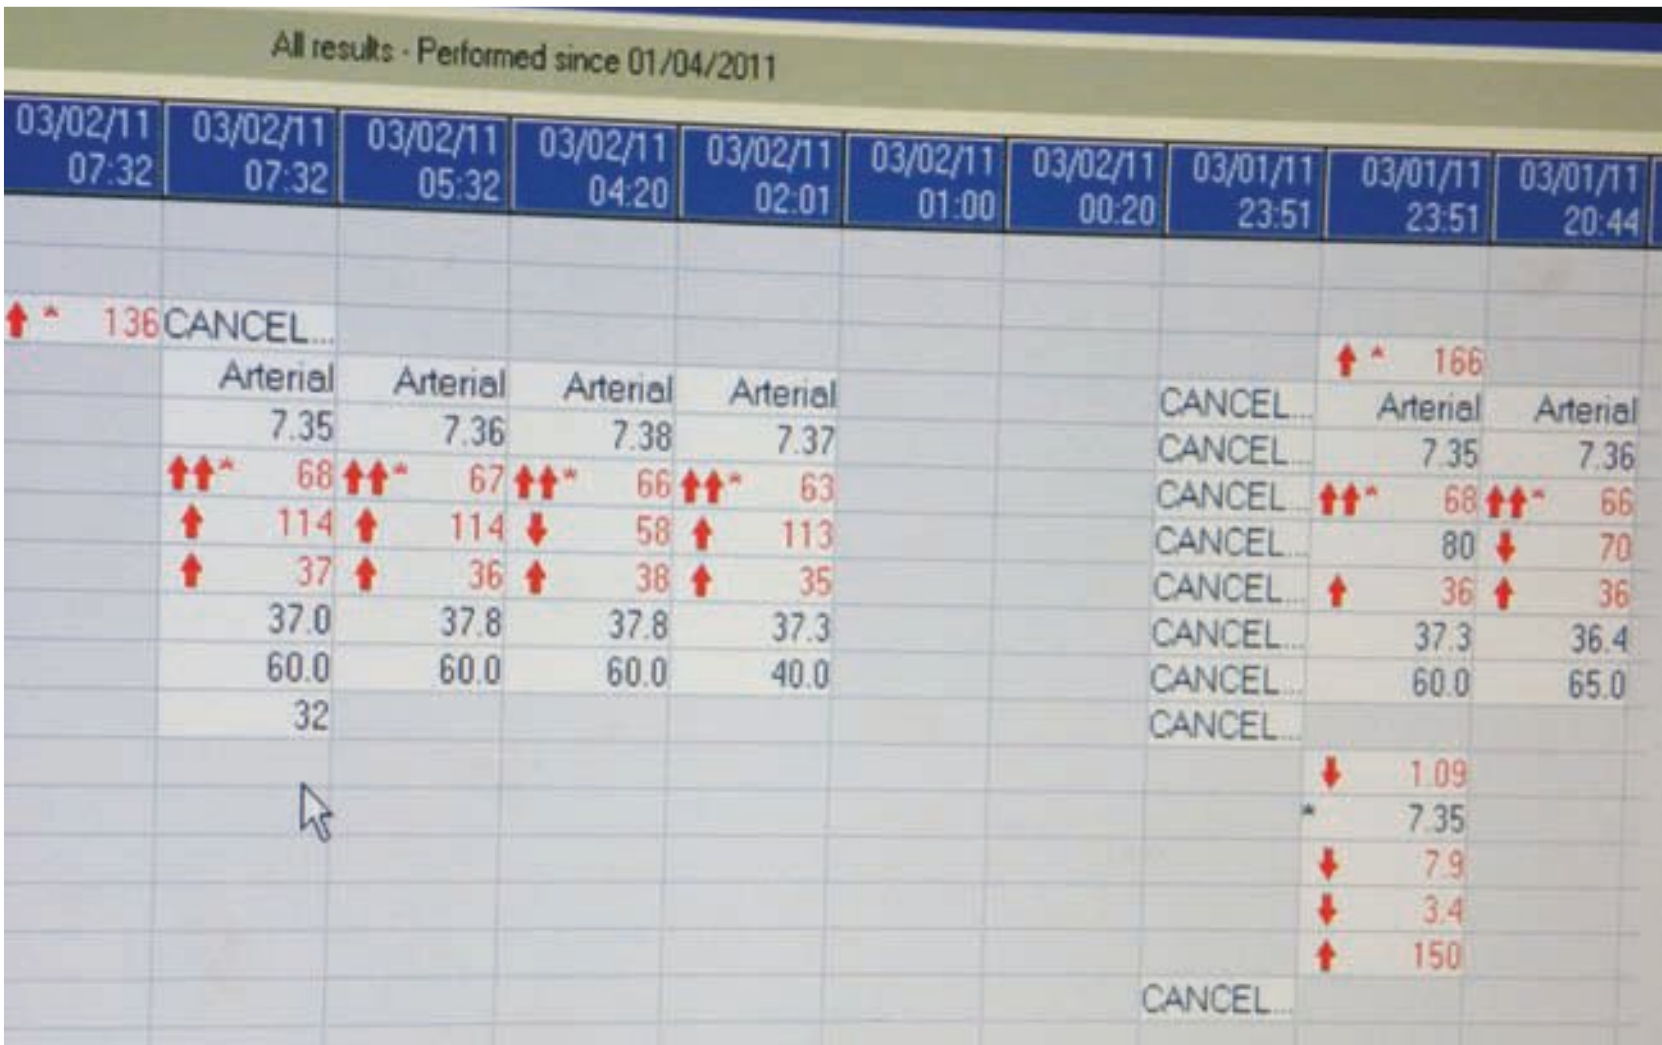 All results - Performed since 01/04/2011
03/02/11 03/02/11 03/02/11 03/02/11 03/02/11 03/02/11 03/02/11 03/01/11 03/01/11 03/01/11
07:32 07:32 05:32 04:20 02:01 01:00 00:20 23:51 23:51 20:44
* 136 CANCEL... * 166
Arterial Arterial Arterial Arterial CANCEL... Arterial Arterial
7.35 7.36 7.38 7.37 CANCEL... 7.35 7.36
* 68 * 67 * 66 * 63 CANCEL... * 68 * 66
114 114 58 113 CANCEL... 80 70
37 36 38 35 CANCEL... 36 36
37.0 37.8 37.8 37.3 CANCEL... 37.3 36.4
60.0 60.0 60.0 40.0 CANCEL... 60.0 65.0
32 CANCEL...
1.09
* 7.35
7.9
3.4
150
CANCEL...